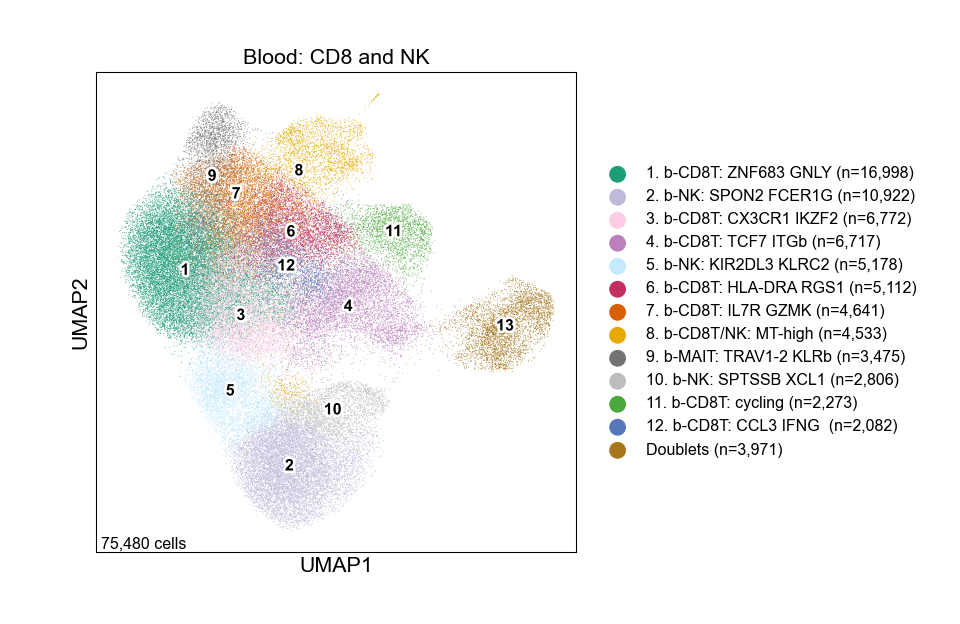 Blood: CD8 and NK
9
8
7
6
11
12
1
4
3
13
5
10
2
75,480 cells
UMAP1
UMAP2
1. b-CD8T: ZNF683 GNLY (n=16,998)
2. b-NK: SPON2 FCER1G (n=10,922)
3. b-CD8T: CX3CR1 IKZF2 (n=6,772)
4. b-CD8T: TCF7 ITGb (n=6,717)
5. b-NK: KIR2DL3 KLRC2 (n=5,178)
6. b-CD8T: HLA-DRA RGS1 (n=5,112)
7. b-CD8T: IL7R GZMK (n=4,641)
8. b-CD8T/NK: MT-high (n=4,533)
9. b-MAIT: TRAV1-2 KLRb (n=3,475)
10. b-NK: SPTSSB XCL1 (n=2,806)
11. b-CD8T: cycling (n=2,273)
12. b-CD8T: CCL3 IFNG  (n=2,082)
Doublets (n=3,971)